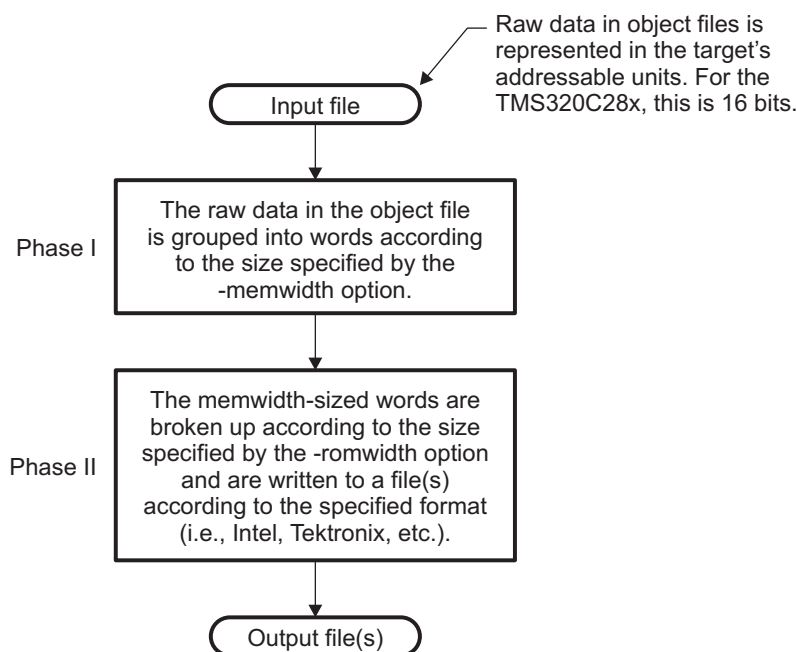 Raw data in object files is
represented in the target's
addressable units. For the
TMS320C28x, this is 16 bits.
Input file
Phase I
The raw data in the object file
is grouped into words according
to the size specified by the
-memwidth option.
Phase II
The memwidth-sized words are
broken up according to the size
specified by the -romwidth option
and are written to a file(s)
according to the specified format
(i.e., Intel, Tektronix, etc.).
Output file(s)